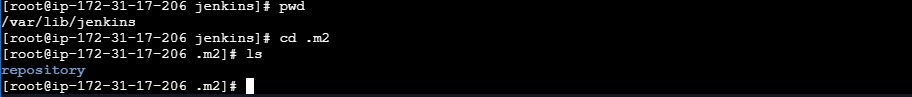 [root@ip-172-31-17-206 jenkins]# pwd
/var/lib/jenkins
[root@ip-172-31-17-206 jenkins]# cd .m2
[root@ip-172-31-17-206 .m2]# ls
repository
[root@ip-172-31-17-206 .m2]#